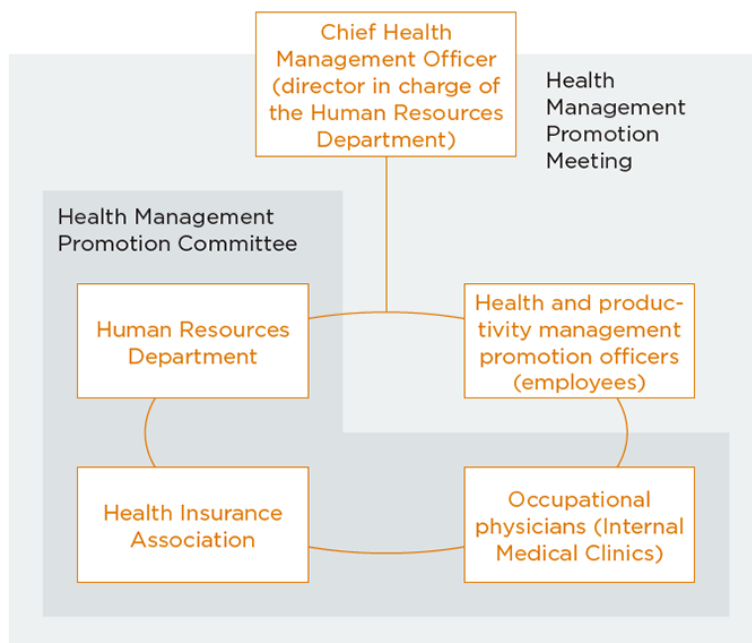 Chief Health
Management Officer
(director in charge of
the Human Resources
Department)
Health
Management
Promotion
Meeting
Health Management
Promotion Committee
Human Resources
Department
Health and produc-
tivity management
promotion officers
(employees)
Health Insurance
Association
Occupational
physicians (Internal
Medical Clinics)